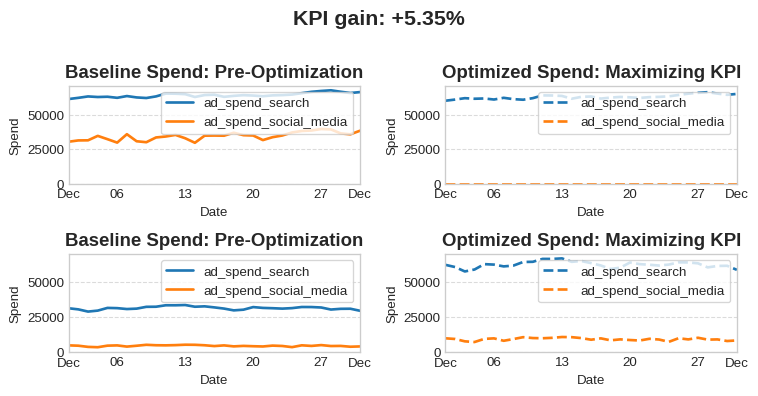 KPI gain: +5.35%
Baseline Spend: Pre-Optimization
Spend
50000
25000
0
ad_spend_search
ad_spend_social_media
Dec
06
13
20
27
Dec
Date
Optimized Spend: Maximizing KPI
Spend
50000
25000
0
ad_spend_search
ad_spend_social_media
Dec
06
13
20
27
Dec
Date
Baseline Spend: Pre-Optimization
Spend
50000
25000
0
ad_spend_search
ad_spend_social_media
Dec
06
13
20
27
Dec
Date
Optimized Spend: Maximizing KPI
Spend
50000
25000
0
ad_spend_search
ad_spend_social_media
Dec
06
13
20
27
Dec
Date